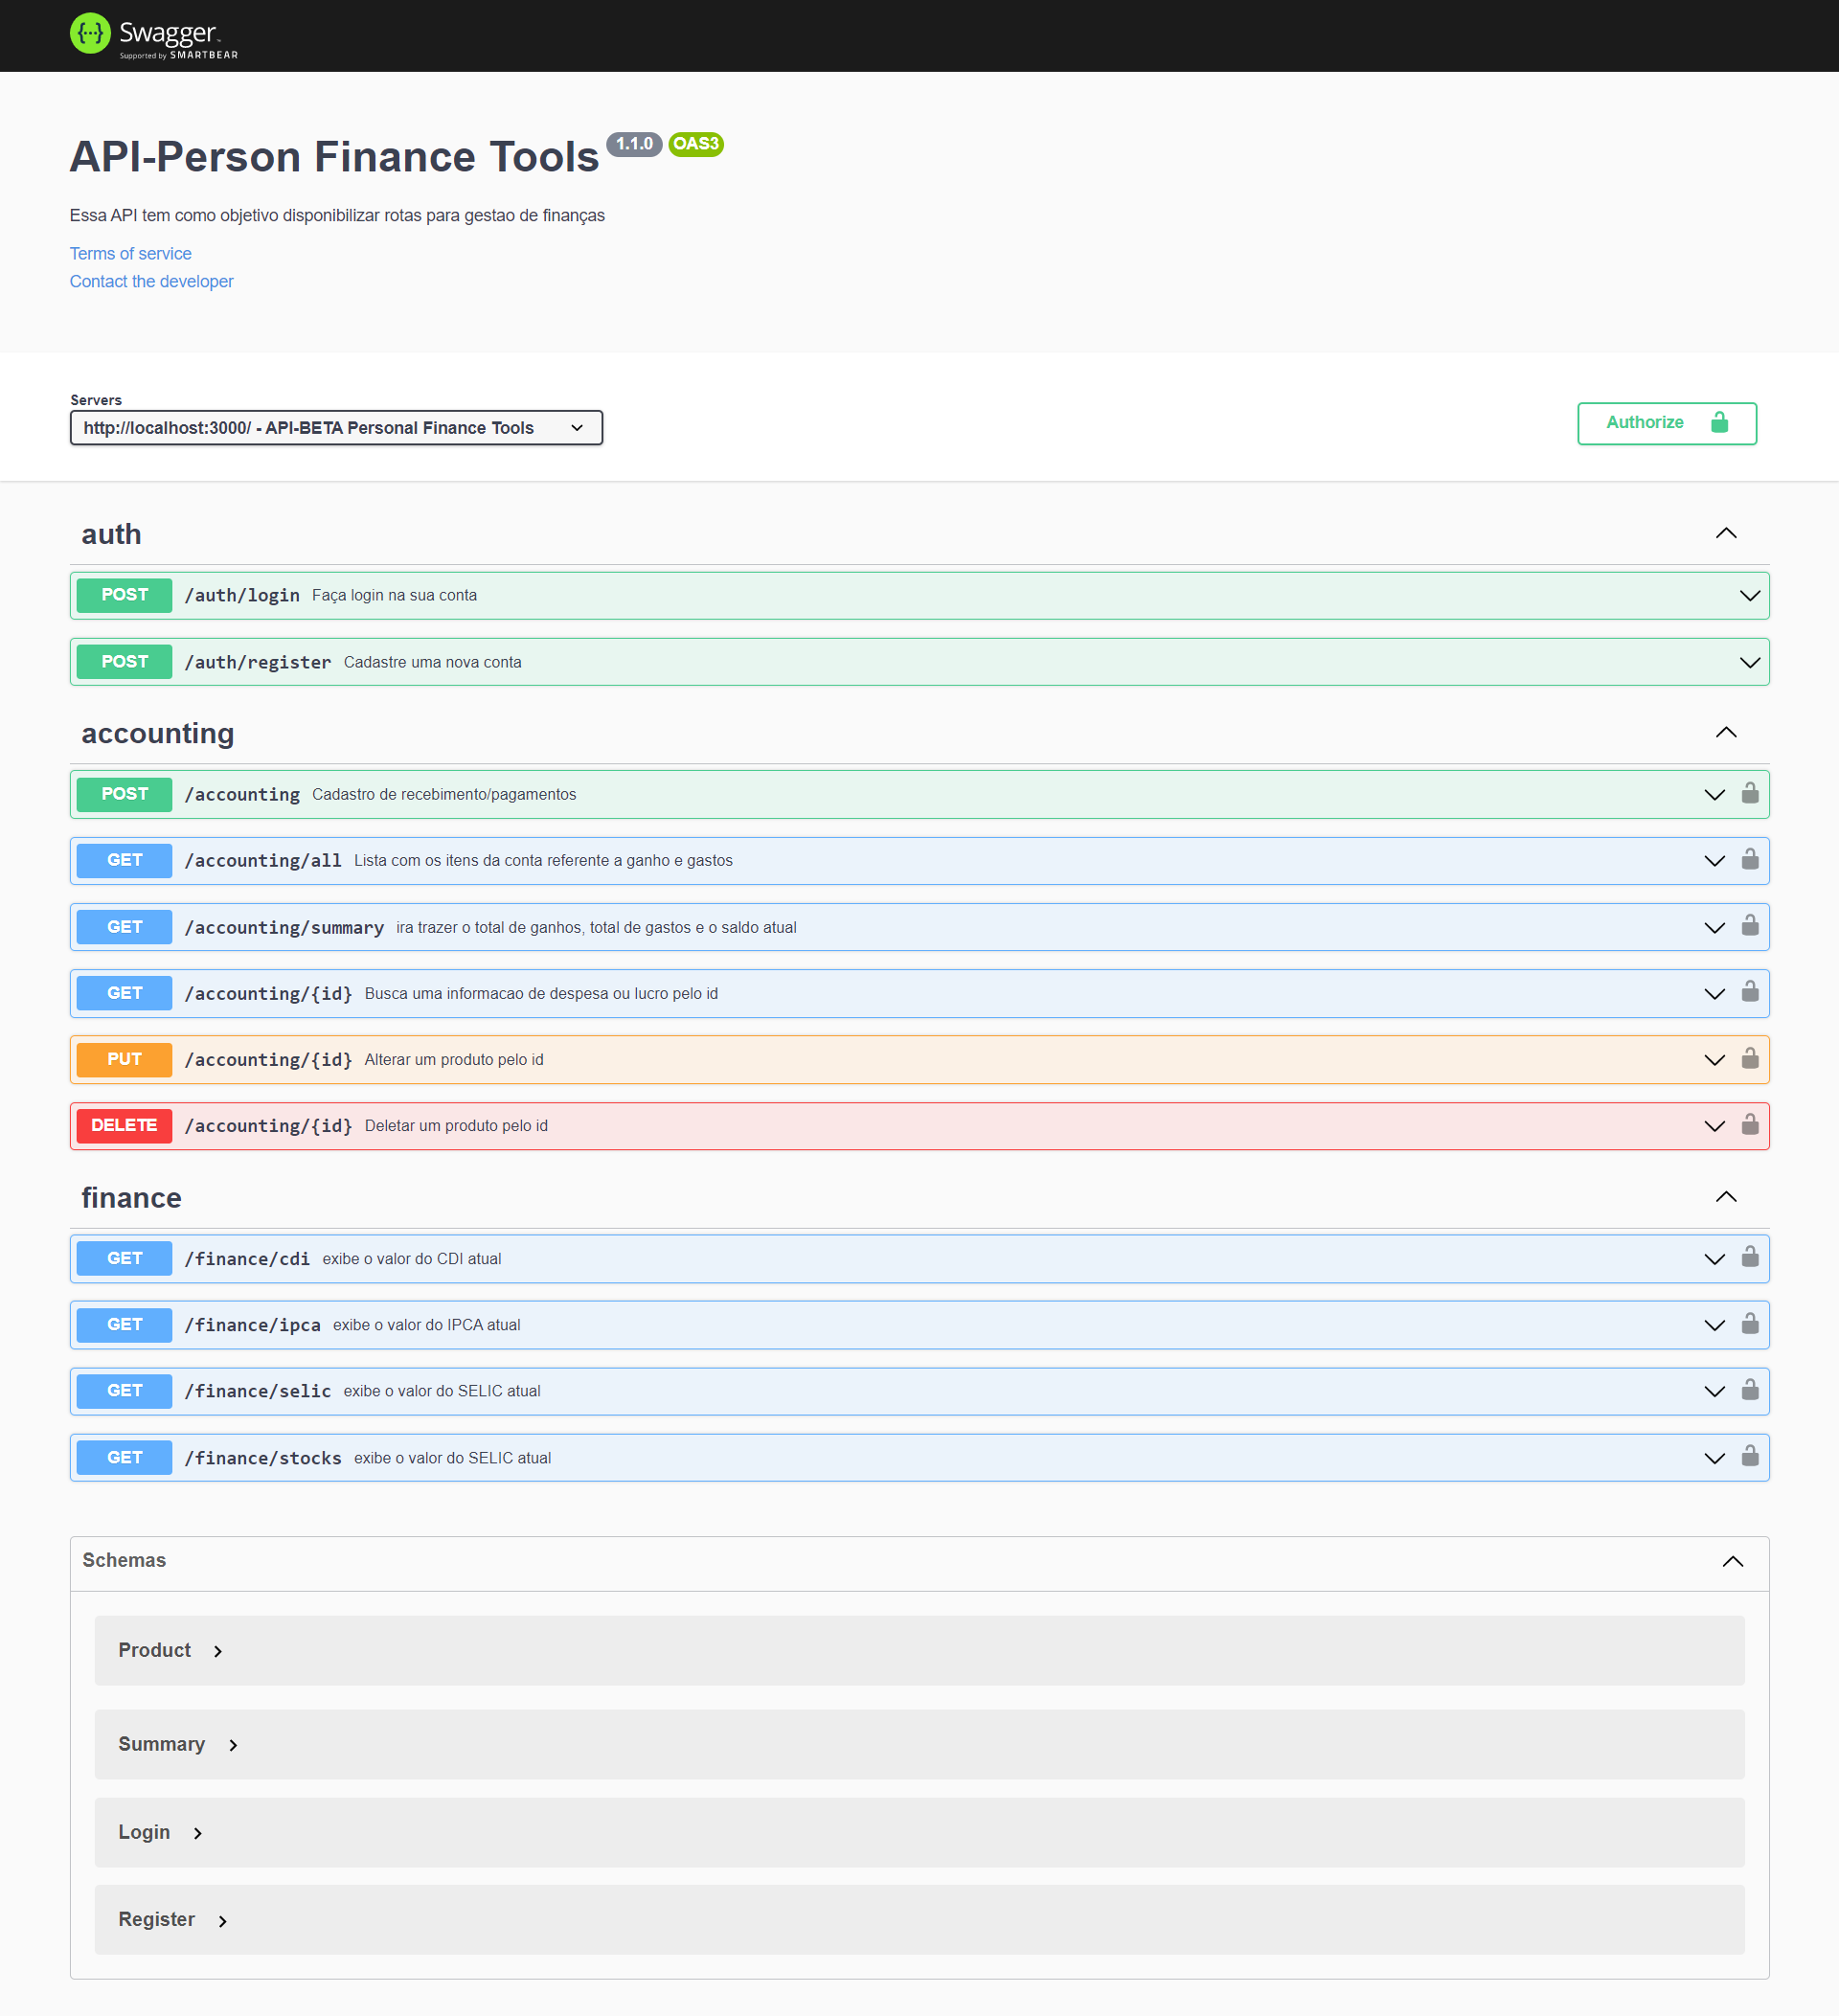 Swagger™
Supported by SMARTBEAR
API-Person Finance Tools 1.1.0 OAS3
Essa API tem como objetivo disponibilizar rotas para gestao de finanças
Terms of service
Contact the developer
Servers
http://localhost:3000/ - API-BETA Personal Finance Tools
Authorize
auth
POST /auth/login Faça login na sua conta
POST /auth/register Cadastre uma nova conta
accounting
POST /accounting Cadastro de recebimento/pagamentos
GET /accounting/all Lista com os itens da conta referente a ganho e gastos
GET /accounting/summary ira trazer o total de ganhos, total de gastos e o saldo atual
GET /accounting/{id} Busca uma informacao de despesa ou lucro pelo id
PUT /accounting/{id} Alterar um produto pelo id
DELETE /accounting/{id} Deletar um produto pelo id
finance
GET /finance/cdi exibe o valor do CDI atual
GET /finance/ipca exibe o valor do IPCA atual
GET /finance/selic exibe o valor do SELIC atual
GET /finance/stocks exibe o valor do SELIC atual
Schemas
Product
Summary
Login
Register